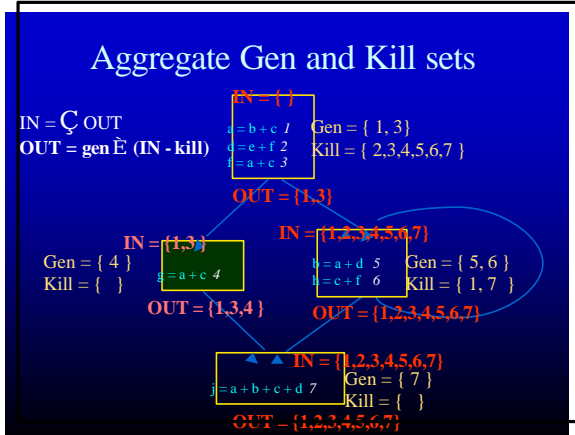 Aggregate Gen and Kill sets
IN = { }
IN = Ç OUT
OUT = gen È (IN - kill)
a = b + c 1
d = e + f 2
f = a + c 3
Gen = { 1, 3}
Kill = { 2,3,4,5,6,7 }
OUT = {1,3}
IN = {1,3 }
Gen = { 4 }
Kill = { }
g = a + c 4
OUT = {1,3,4 }
IN = {1,2,3,4,5,6,7}
b = a + d 5
h = c + f 6
Gen = { 5, 6 }
Kill = { 1, 7 }
OUT = {1,2,3,4,5,6,7}
IN = {1,2,3,4,5,6,7}
j = a + b + c + d 7
Gen = { 7 }
Kill = { }
OUT = {1,2,3,4,5,6,7}